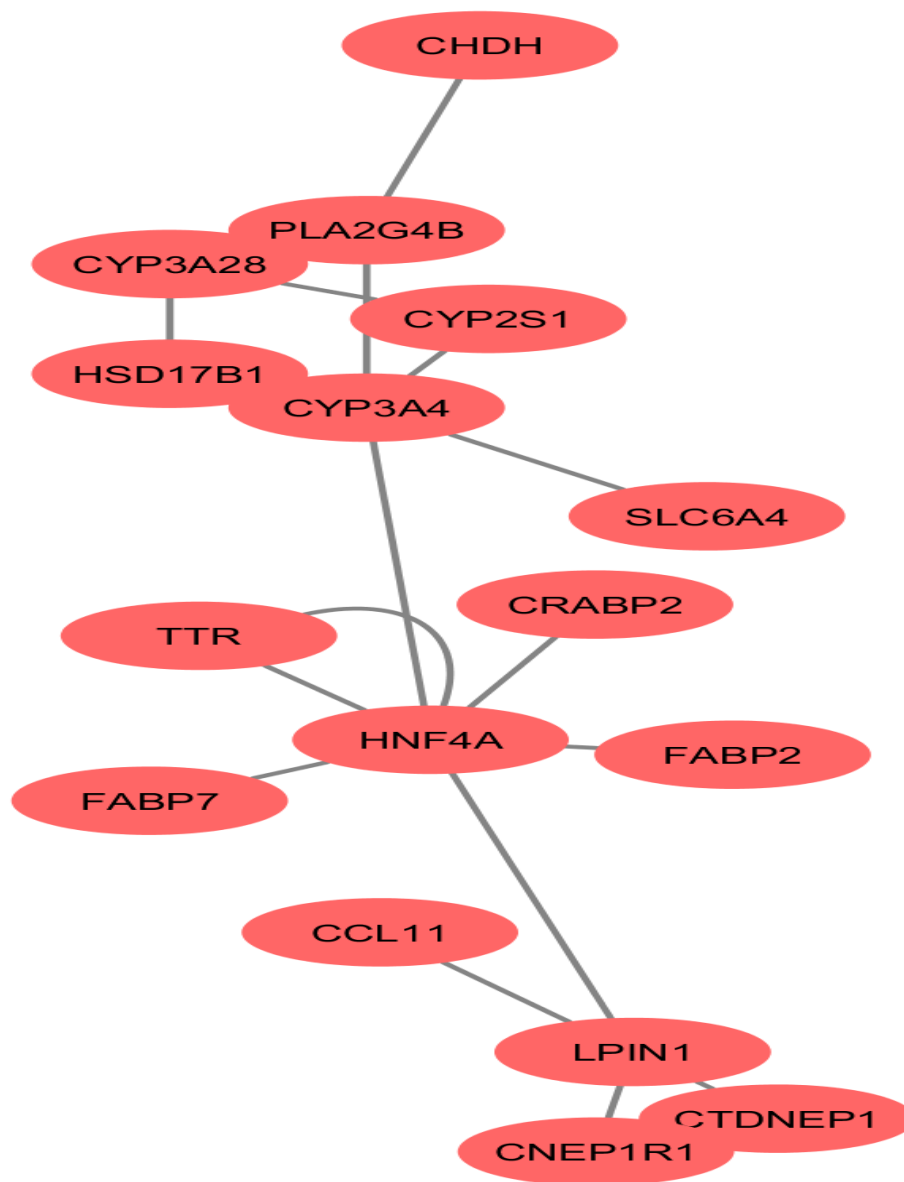 CHDH
PLA2G4B
CYP3A28
CYP2S1
HSD17B1
CYP3A4
SLC6A4
CRABP2
TTR
HNF4A
FABP2
FABP7
CCL11
LPIN1
CTDNEP1
CNEP1R1